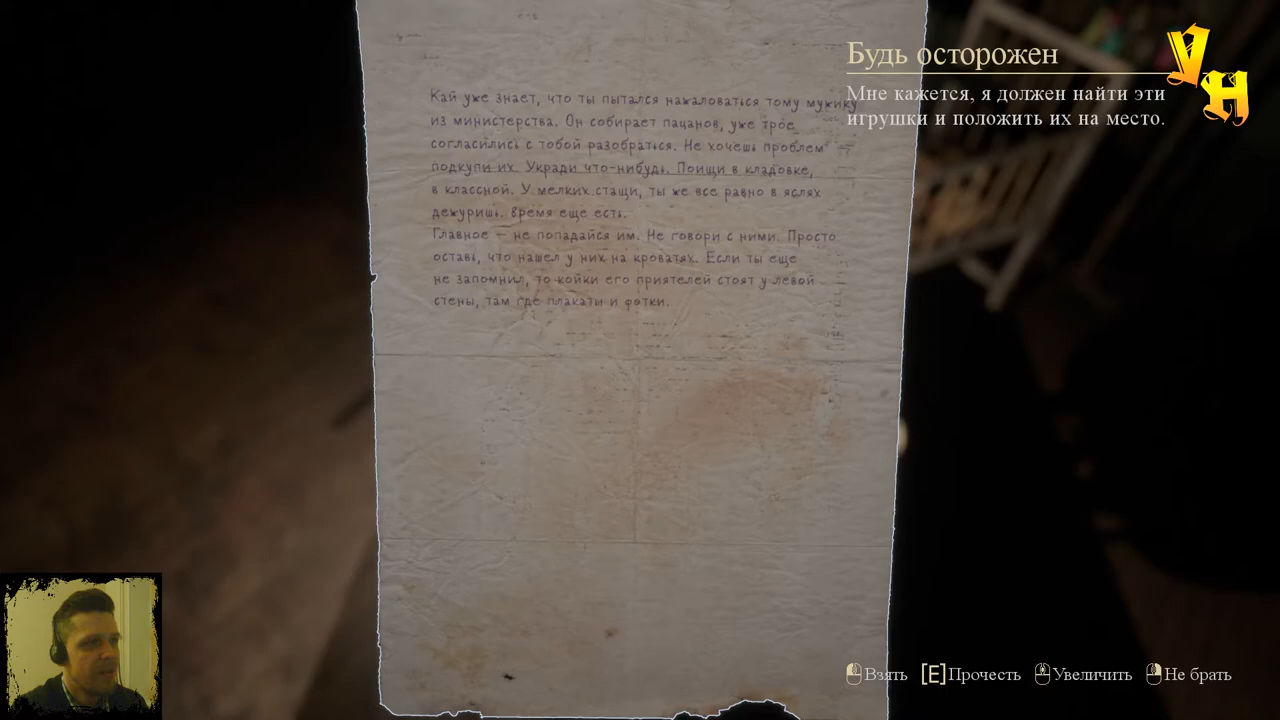 Будь осторожен
Мне кажется, я должен найти эти
игрушки и положить их на место.
УН
Кай уже знает, что ты пытался нажаловаться тому мужику
из министерства. Он собирает пацанов, уже трое
согласились с тобой разобраться. Не хочешь проблем —
подкупи их. Укради что-нибудь. Поищи в кладовке,
в классной. У мелких стащи, ты же все равно в яслях
дежуришь. Время еще есть.
Главное — не попадайся им. Не говори с ними. Просто
оставь, что нашел у них на кроватях. Если ты еще
не запомнил, то койки его приятелей стоят у левой
стены, там где плакаты и фотки.
Взять [E]Прочесть Увеличить Не брать